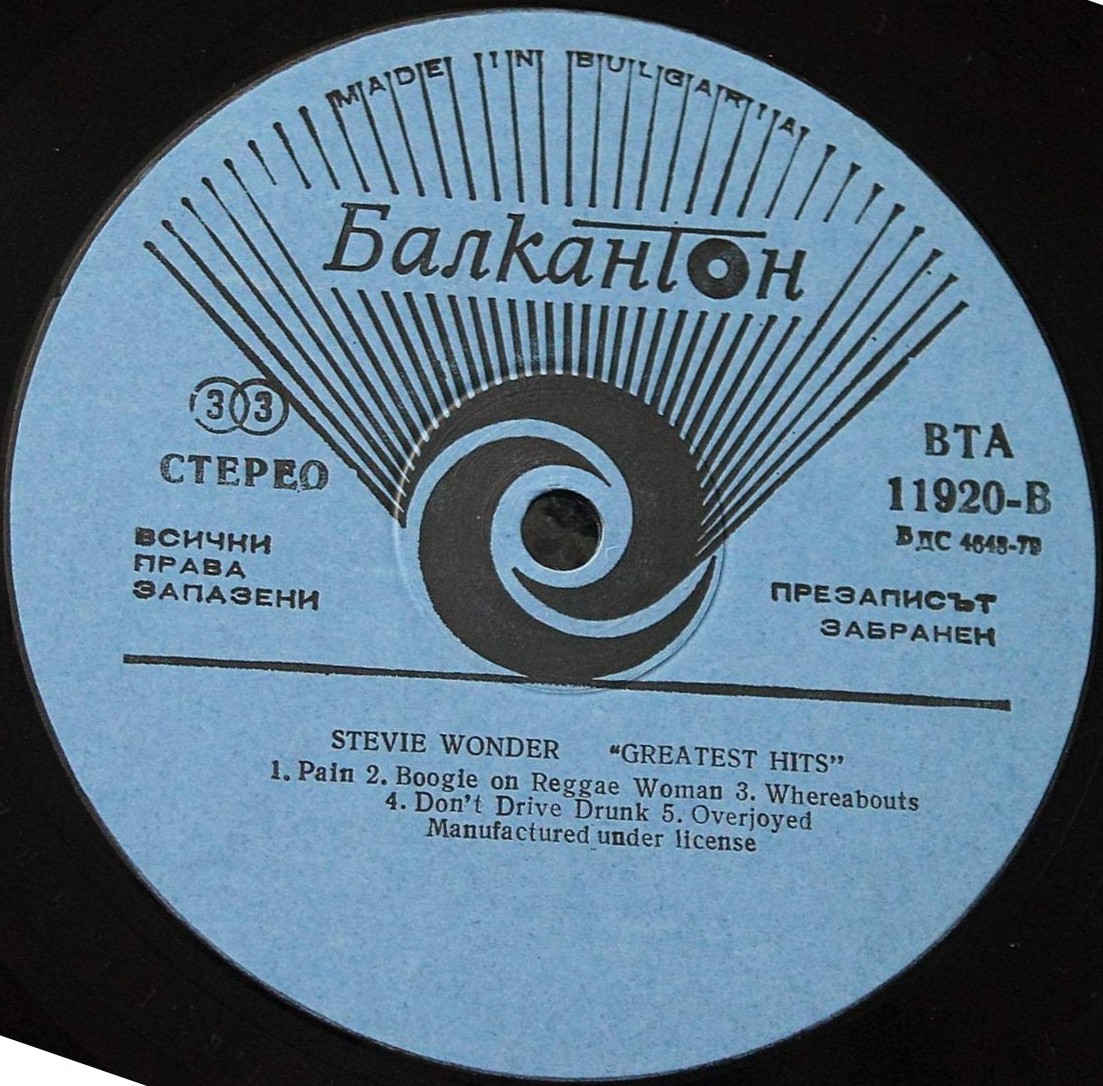 MADE IN BULGARIA
Балкантон
33
СТЕРЕО
ВСИЧКИ
ПРАВА
ЗАПАЗЕНИ
ВТА
11920-В
БДС 4648-79
ПРЕЗАПИСЪТ
ЗАБРАНЕН
STEVIE WONDER “GREATEST HITS”
1. Pain 2. Boogie on Reggae Woman 3. Whereabouts
4. Don't Drive Drunk 5. Overjoyed
Manufactured under license